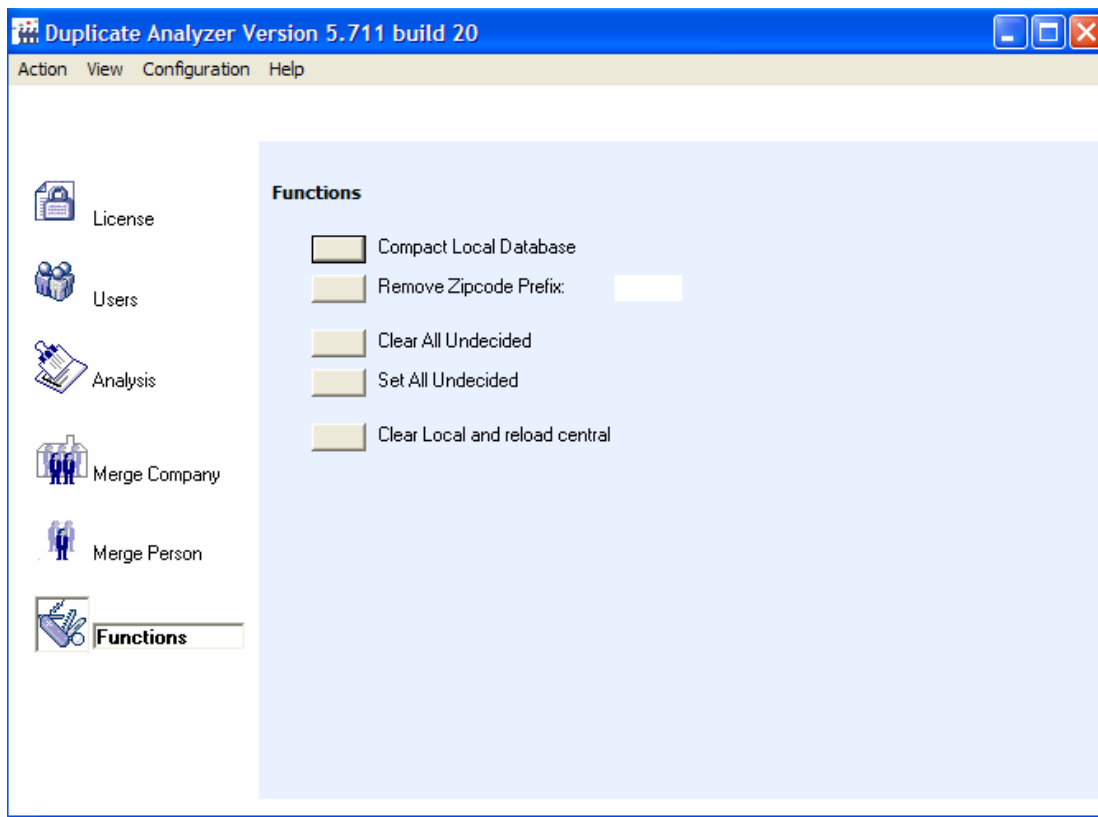 Duplicate Analyzer Version 5.711 build 20
Action View Configuration Help
License
Users
Analysis
Merge Company
Merge Person
Functions
Functions
Compact Local Database
Remove Zipcode Prefix:
Clear All Undecided
Set All Undecided
Clear Local and reload central